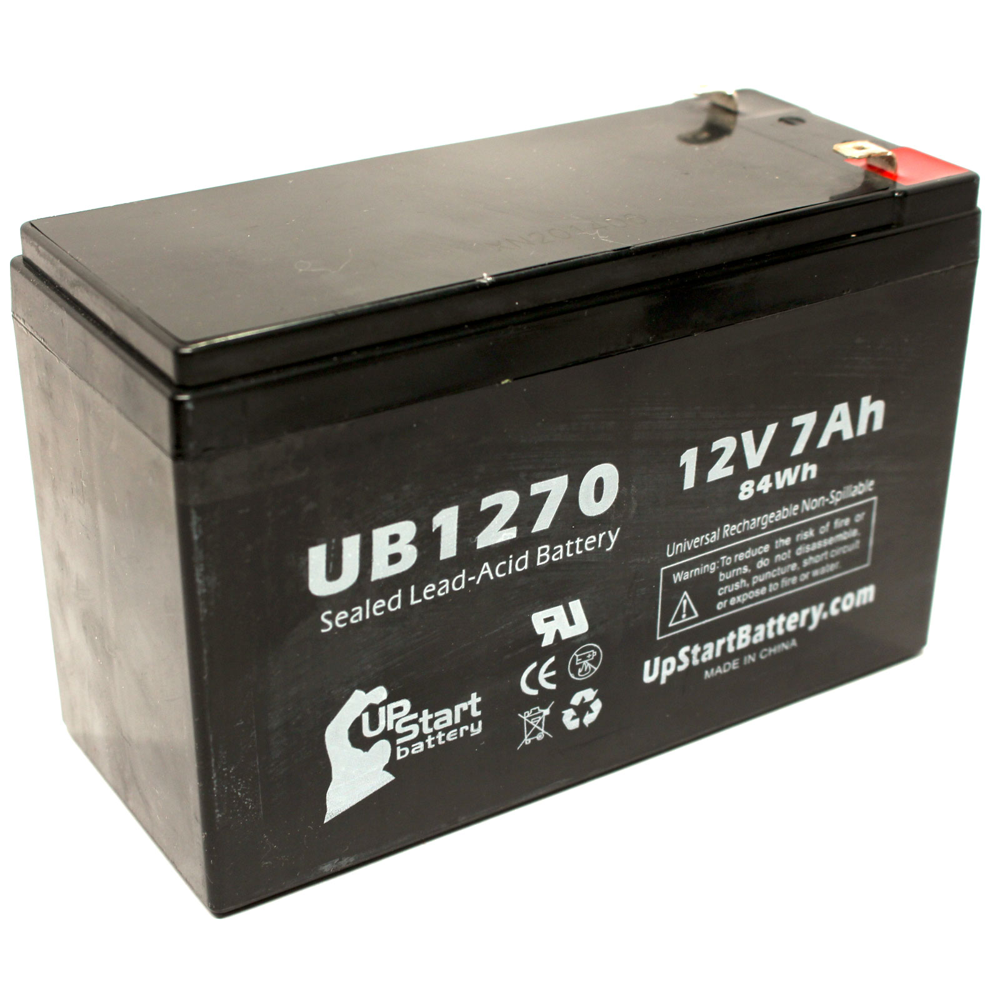 UB1270
Sealed Lead-Acid Battery
12V 7Ah
84Wh
Universal Rechargeable Non-Spillable
Warning:To reduce the risk of fire or
burns, do not disassemble,
crush, puncture, short circuit
or expose to fire or water.
UpStartBattery.com
MADE IN CHINA
CE
UPStart
battery